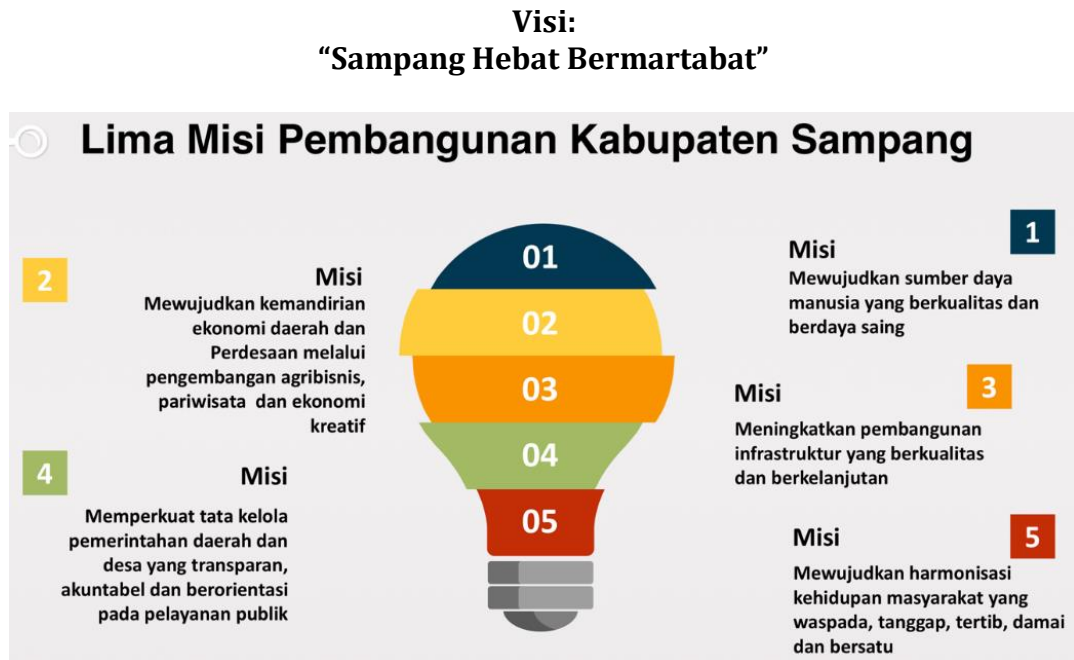 Visi:
“Sampang Hebat Bermartabat”
Lima Misi Pembangunan Kabupaten Sampang
01
02
03
04
05
1
Misi
Mewujudkan sumber daya
manusia yang berkualitas dan
berdaya saing
2
Misi
Mewujudkan kemandirian
ekonomi daerah dan
Perdesaan melalui
pengembangan agribisnis,
pariwisata dan ekonomi
kreatif
3
Misi
Meningkatkan pembangunan
infrastruktur yang berkualitas
dan berkelanjutan
4
Misi
Memperkuat tata kelola
pemerintahan daerah dan
desa yang transparan,
akuntabel dan berorientasi
pada pelayanan publik
5
Misi
Mewujudkan harmonisasi
kehidupan masyarakat yang
waspada, tanggap, tertib, damai
dan bersatu